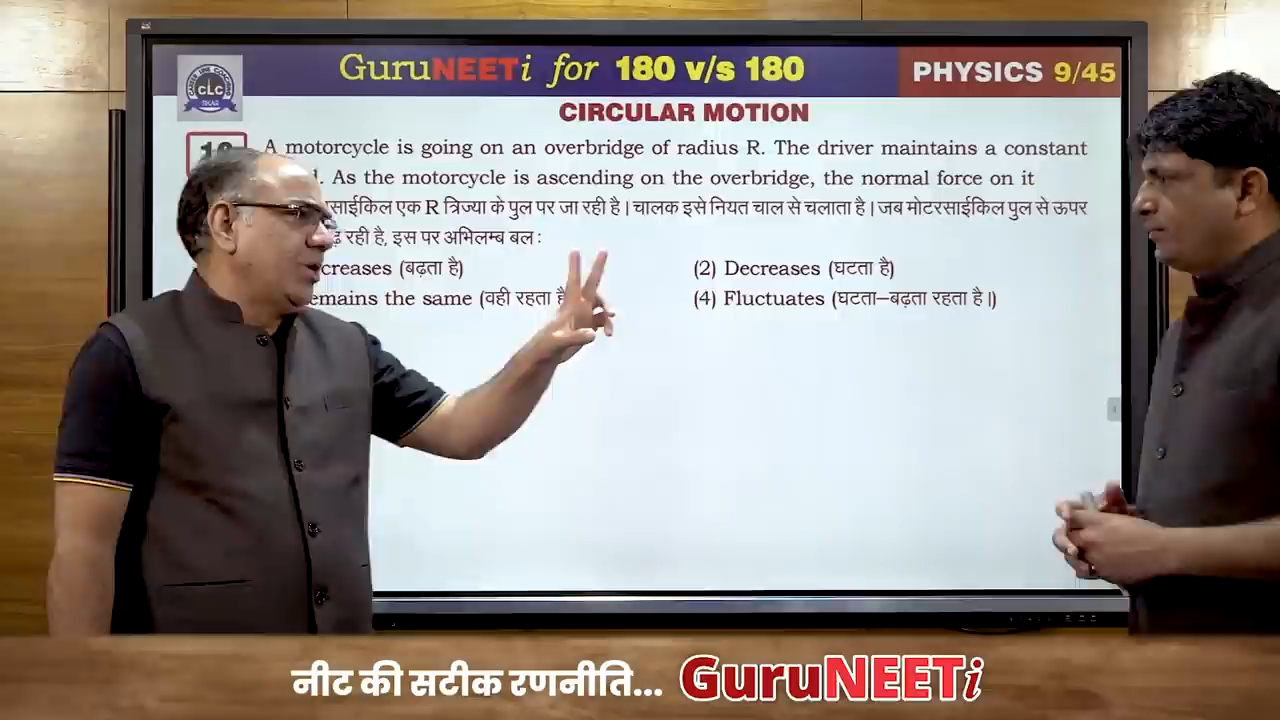 GuruNEETi for 180 v/s 180
PHYSICS 9/45
CLC
SIKAR
CIRCULAR MOTION
A motorcycle is going on an overbridge of radius R. The driver maintains a constant
As the motorcycle is ascending on the overbridge, the normal force on it
एक R त्रिज्या के पुल पर जा रही है। चालक इसे नियत चाल से चलाता है। जब मोटरसाईकिल पुल से ऊपर
रही है, इस पर अभिलम्ब बल :
creases (बढ़ता है)
(2) Decreases (घटता है)
emains the same (वही रहता
(4) Fluctuates (घटता–बढ़ता रहता है।)
नीट की सटीक रणनीति... GuruNEETi